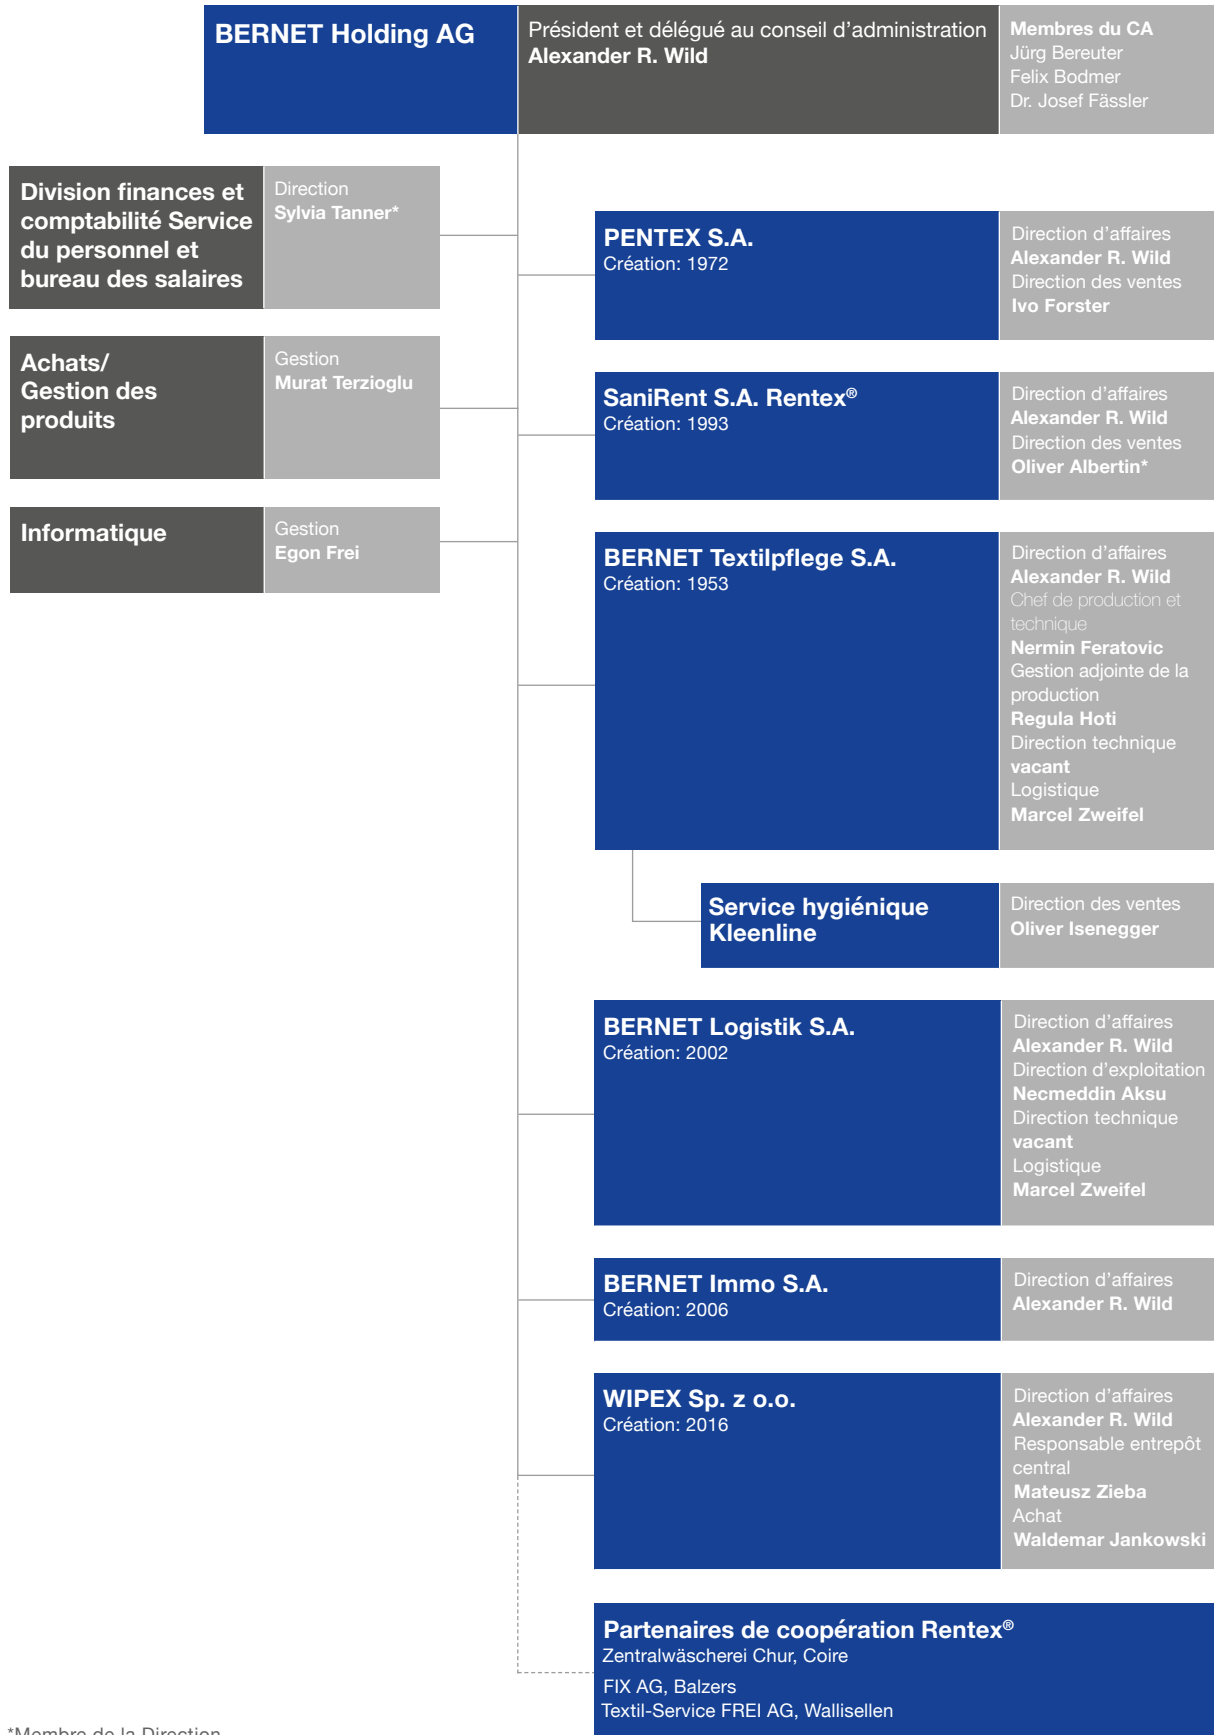 BERNET Holding AG
Président et délégué au conseil d’administration
Alexander R. Wild
Membres du CA
Jürg Bereuter
Felix Bodmer
Dr. Josef Fässler
Division finances et
comptabilité Service
du personnel et
bureau des salaires
Direction
Sylvia Tanner*
Achats/
Gestion des
produits
Gestion
Murat Terzioglu
Informatique
Gestion
Egon Frei
PENTEX S.A.
Création: 1972
Direction d’affaires
Alexander R. Wild
Direction des ventes
Ivo Forster
SaniRent S.A. Rentex®
Création: 1993
Direction d’affaires
Alexander R. Wild
Direction des ventes
Oliver Albertin*
BERNET Textilpflege S.A.
Création: 1953
Direction d’affaires
Alexander R. Wild
Chef de production et
technique
Nermin Feratovic
Gestion adjointe de la
production
Regula Hoti
Direction technique
vacant
Logistique
Marcel Zweifel
Service hygiénique
Kleenline
Direction des ventes
Oliver Isenegger
BERNET Logistik S.A.
Création: 2002
Direction d’affaires
Alexander R. Wild
Direction d’exploitation
Necmeddin Aksu
Direction technique
vacant
Logistique
Marcel Zweifel
BERNET Immo S.A.
Création: 2006
Direction d’affaires
Alexander R. Wild
WIPEX Sp. z o.o.
Création: 2016
Direction d’affaires
Alexander R. Wild
Responsable entrepôt
central
Mateusz Zieba
Achat
Waldemar Jankowski
Partenaires de coopération Rentex®
Zentralwäscherei Chur, Coire
FIX AG, Balzers
Textil-Service FREI AG, Wallisellen
*Membre de la Direction